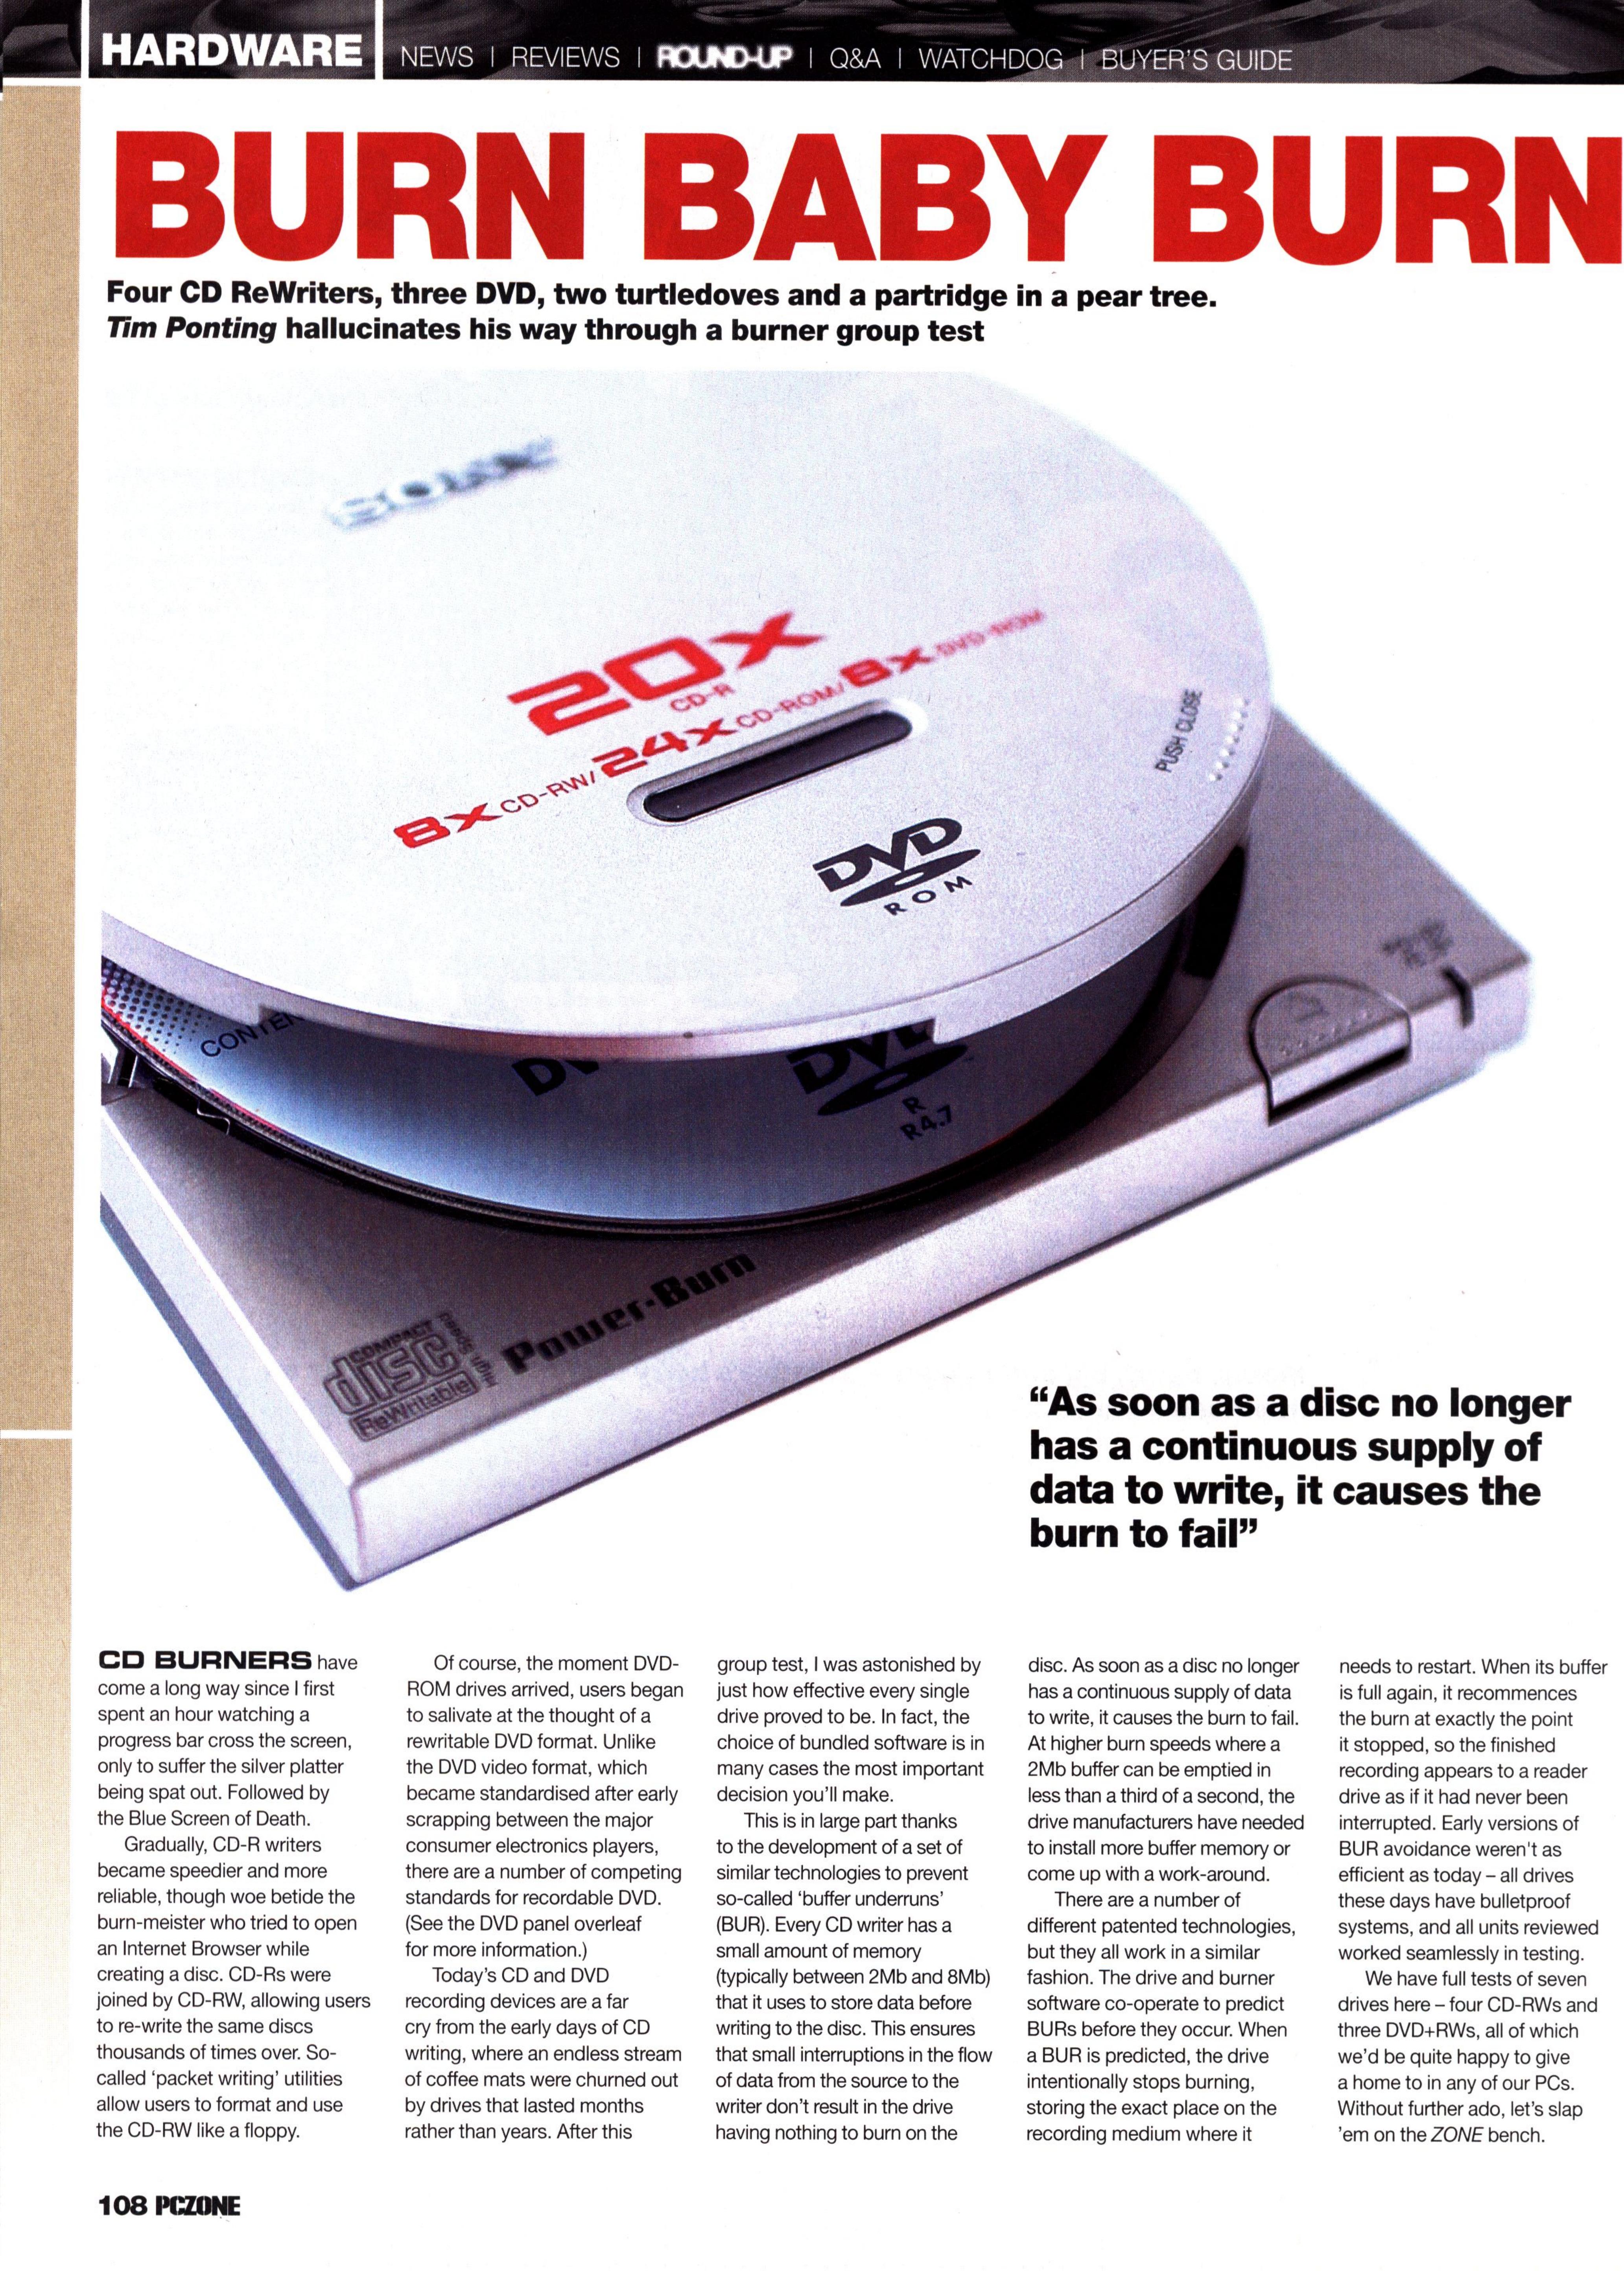 HARDWARE
NEWS | REVIEWS | ROUND-UP | Q&A | WATCHDOG | BUYER'S GUIDE
BURN BABY BURN
Four CD ReWriters, three DVD, two turtledoves and a partridge in a pear tree.
Tim Ponting hallucinates his way through a burner group test
SONY
20x
CD-R
8x CD-RW/24x CD-ROM/8x DVD-ROM
PUSH CLOSE
DVD
ROM
CONTEN
DV
DVD
R
R4.7
COMPACT
disc
ReWritable
High Speed
Power-Burn
“As soon as a disc no longer
has a continuous supply of
data to write, it causes the
burn to fail”
CD BURNERS have
come a long way since I first
spent an hour watching a
progress bar cross the screen,
only to suffer the silver platter
being spat out. Followed by
the Blue Screen of Death.
Gradually, CD-R writers
became speedier and more
reliable, though woe betide the
burn-meister who tried to open
an Internet Browser while
creating a disc. CD-Rs were
joined by CD-RW, allowing users
to re-write the same discs
thousands of times over. So-
called ‘packet writing’ utilities
allow users to format and use
the CD-RW like a floppy.
Of course, the moment DVD-
ROM drives arrived, users began
to salivate at the thought of a
rewritable DVD format. Unlike
the DVD video format, which
became standardised after early
scrapping between the major
consumer electronics players,
there are a number of competing
standards for recordable DVD.
(See the DVD panel overleaf
for more information.)
Today’s CD and DVD
recording devices are a far
cry from the early days of CD
writing, where an endless stream
of coffee mats were churned out
by drives that lasted months
rather than years. After this
group test, I was astonished by
just how effective every single
drive proved to be. In fact, the
choice of bundled software is in
many cases the most important
decision you’ll make.
This is in large part thanks
to the development of a set of
similar technologies to prevent
so-called ‘buffer underruns’
(BUR). Every CD writer has a
small amount of memory
(typically between 2Mb and 8Mb)
that it uses to store data before
writing to the disc. This ensures
that small interruptions in the flow
of data from the source to the
writer don’t result in the drive
having nothing to burn on the
disc. As soon as a disc no longer
has a continuous supply of data
to write, it causes the burn to fail.
At higher burn speeds where a
2Mb buffer can be emptied in
less than a third of a second, the
drive manufacturers have needed
to install more buffer memory or
come up with a work-around.
There are a number of
different patented technologies,
but they all work in a similar
fashion. The drive and burner
software co-operate to predict
BURs before they occur. When
a BUR is predicted, the drive
intentionally stops burning,
storing the exact place on the
recording medium where it
needs to restart. When its buffer
is full again, it recommences
the burn at exactly the point
it stopped, so the finished
recording appears to a reader
drive as if it had never been
interrupted. Early versions of
BUR avoidance weren't as
efficient as today – all drives
these days have bulletproof
systems, and all units reviewed
worked seamlessly in testing.
We have full tests of seven
drives here – four CD-RWs and
three DVD+RWs, all of which
we’d be quite happy to give
a home to in any of our PCs.
Without further ado, let’s slap
’em on the ZONE bench.
108 PCZONE